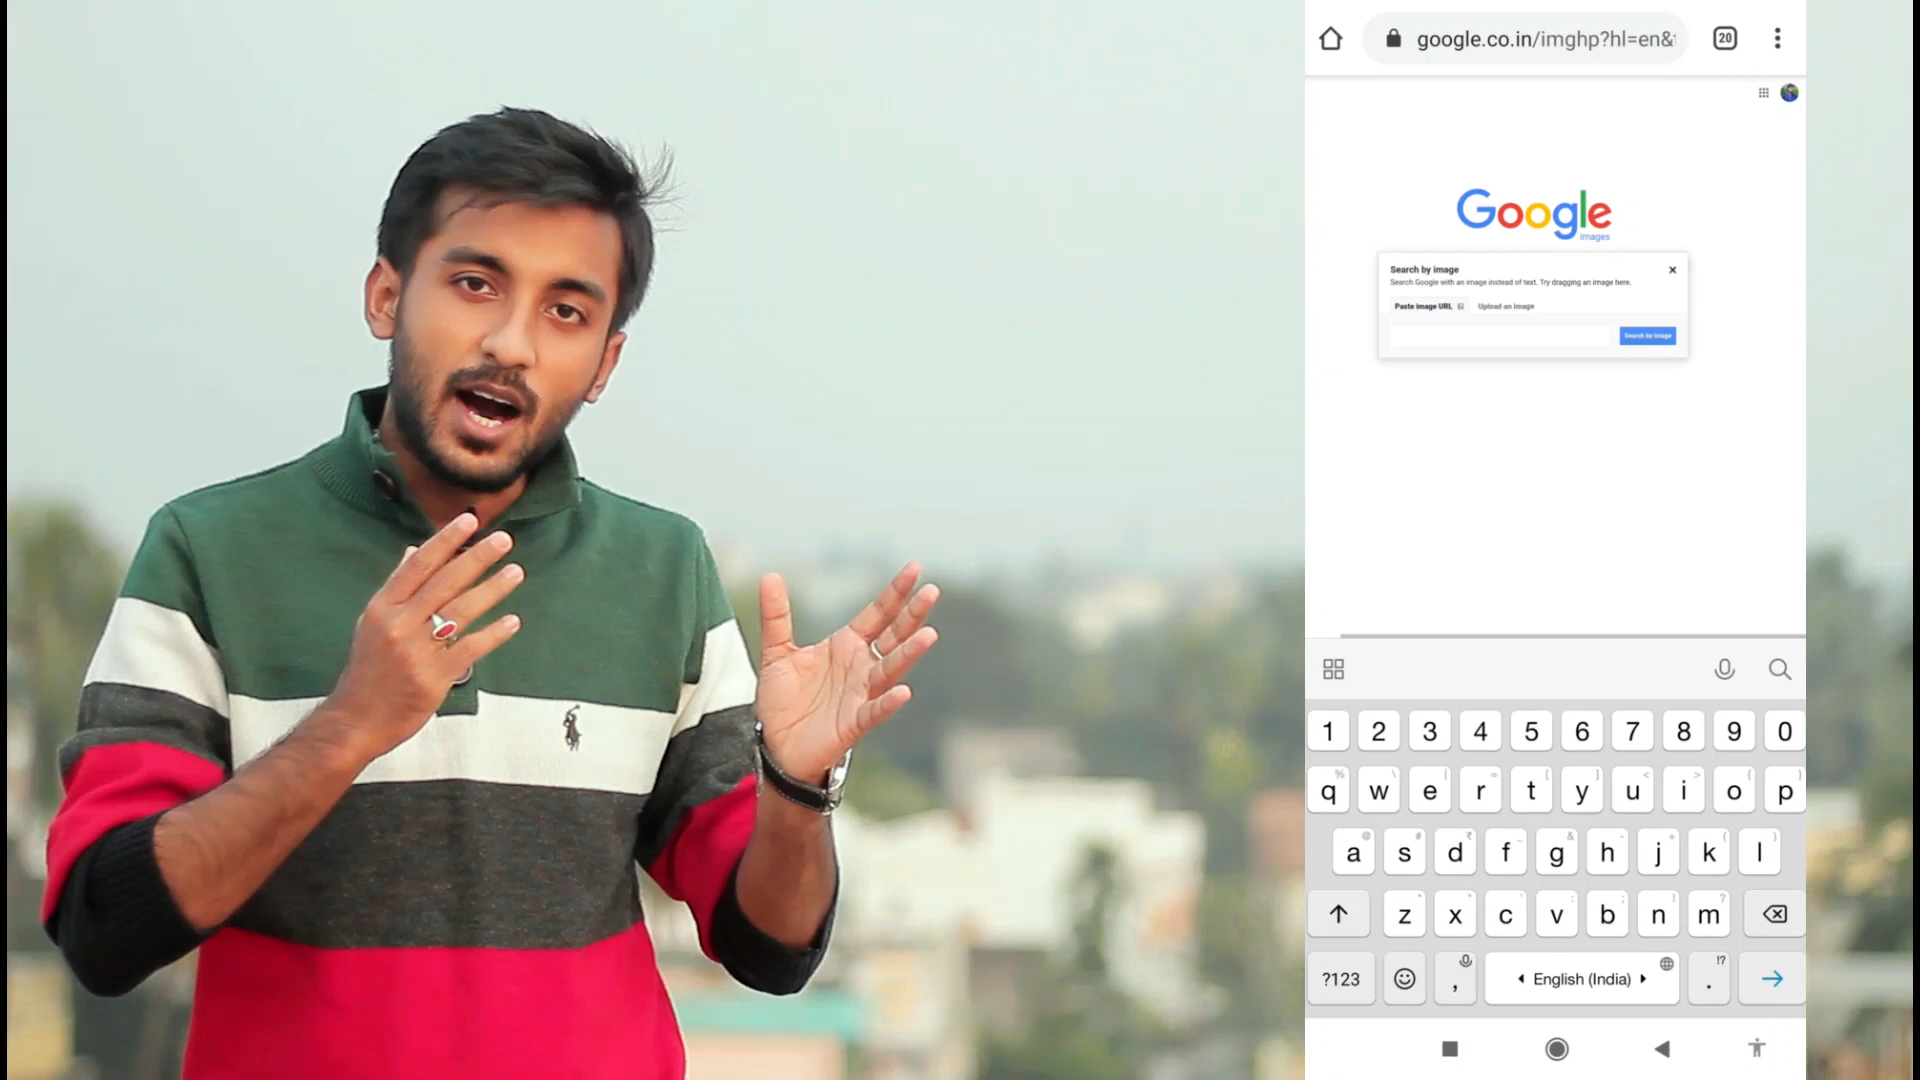 google.co.in/imghp?hl=en&
20
Google
images
Search by image
Search Google with an image instead of text. Try dragging an image here.
Paste image URL
Upload an image
Search by image
1 2 3 4 5 6 7 8 9 0
q w e r t y u i o p
a s d f g h j k l
z x c v b n m
?123 , English (India) . !?